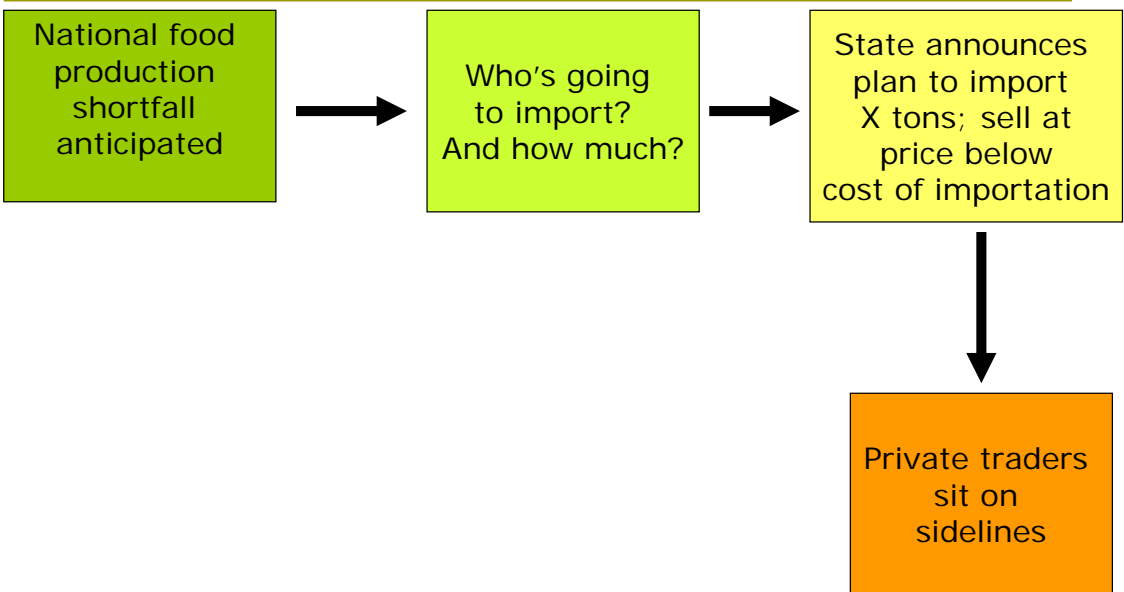 National food
production
shortfall
anticipated
Who's going
to import?
And how much?
State announces
plan to import
X tons; sell at
price below
cost of importation
Private traders
sit on
sidelines